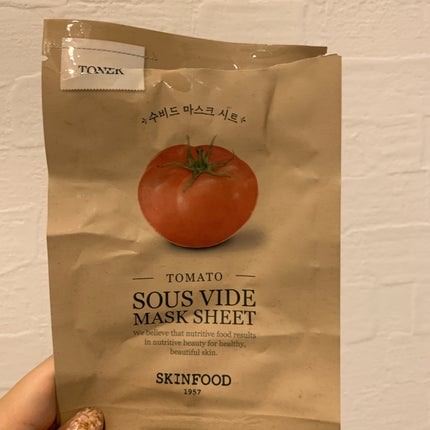 TONER
수비드 마스크 시트
TOMATO
SOUS VIDE
MASK SHEET
We believe that nutritive food results
in nutritive beauty for healthy,
beautiful skin.
SKINFOOD
1957